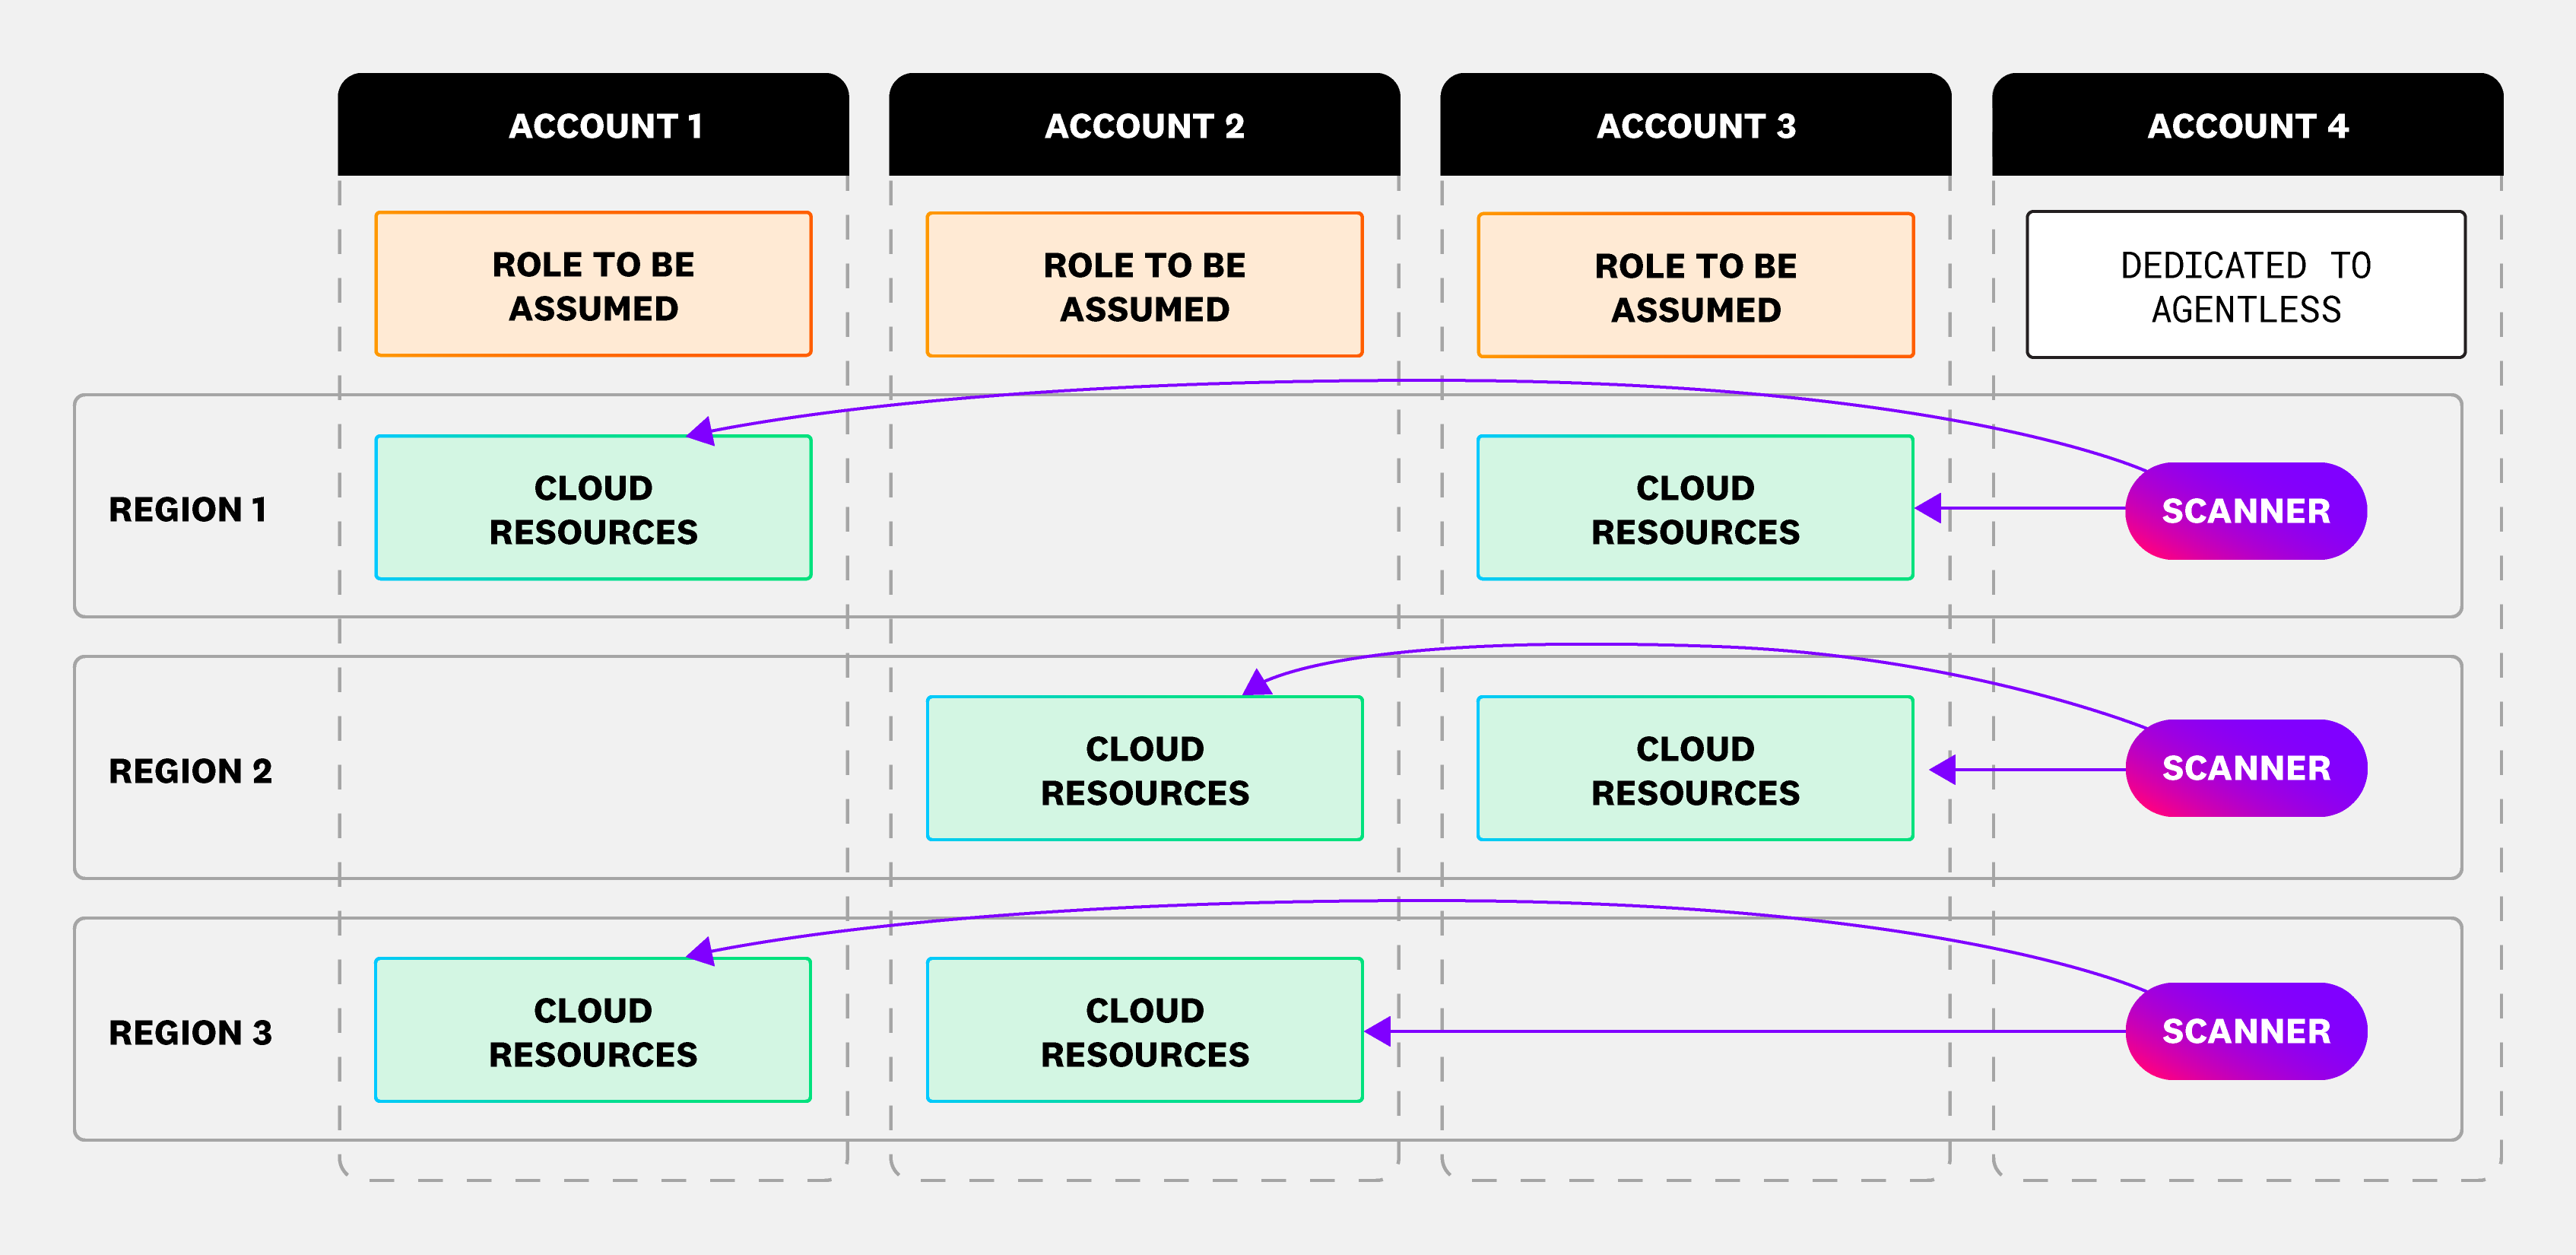 ACCOUNT 1
ACCOUNT 2
ACCOUNT 3
ACCOUNT 4
ROLE TO BE
ASSUMED
ROLE TO BE
ASSUMED
ROLE TO BE
ASSUMED
DEDICATED TO
AGENTLESS
REGION 1
CLOUD
RESOURCES
CLOUD
RESOURCES
SCANNER
REGION 2
CLOUD
RESOURCES
CLOUD
RESOURCES
SCANNER
REGION 3
CLOUD
RESOURCES
CLOUD
RESOURCES
SCANNER